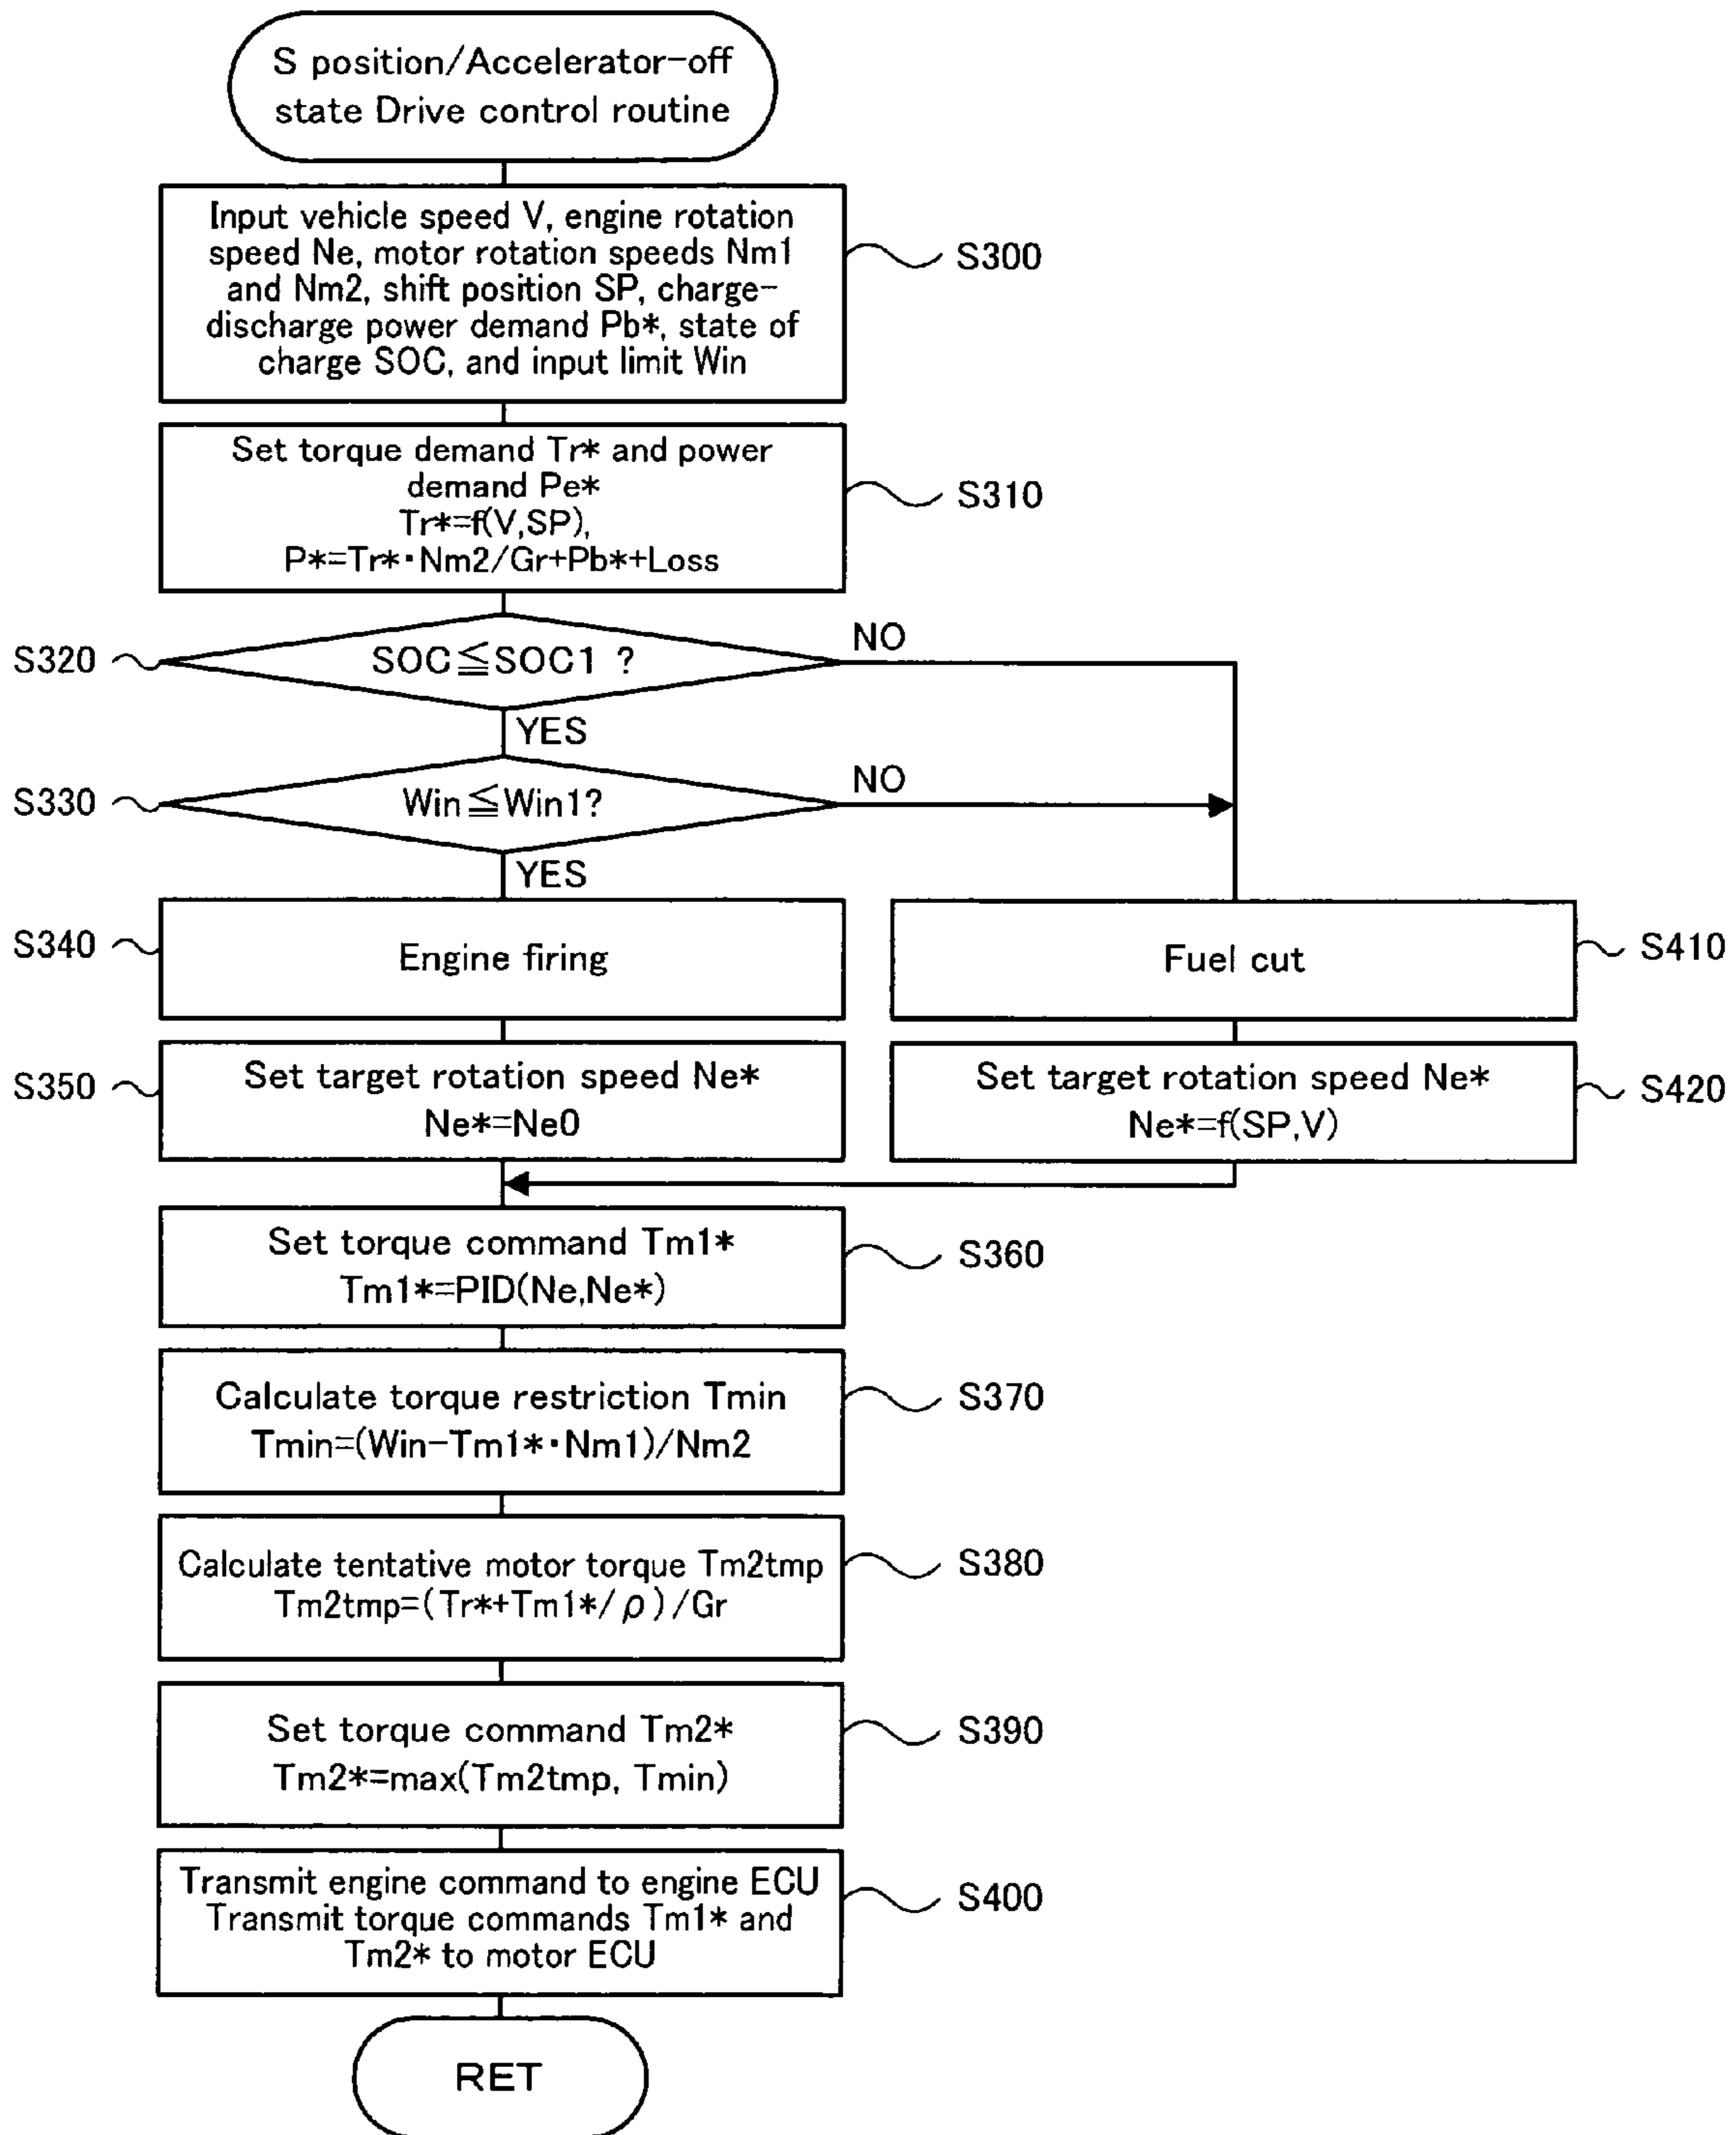 S position/Accelerator-off
state Drive control routine
Input vehicle speed V, engine rotation
speed Ne, motor rotation speeds Nm1
and Nm2, shift position SP, charge-
discharge power demand Pb*, state of
charge SOC, and input limit Win
S300
Set torque demand Tr* and power
demand Pe*
Tr*=f(V,SP),
P*=Tr*·Nm2/Gr+Pb*+Loss
S310
S320
SOC≦SOC1 ?
NO
YES
S330
Win≦Win1?
NO
YES
S340
Engine firing
Fuel cut
S410
S350
Set target rotation speed Ne*
Ne*=Ne0
Set target rotation speed Ne*
Ne*=f(SP,V)
S420
Set torque command Tm1*
Tm1*=PID(Ne,Ne*)
S360
Calculate torque restriction Tmin
Tmin=(Win-Tm1*·Nm1)/Nm2
S370
Calculate tentative motor torque Tm2tmp
Tm2tmp=(Tr*+Tm1*/ρ)/Gr
S380
Set torque command Tm2*
Tm2*=max(Tm2tmp, Tmin)
S390
Transmit engine command to engine ECU
Transmit torque commands Tm1* and
Tm2* to motor ECU
S400
RET